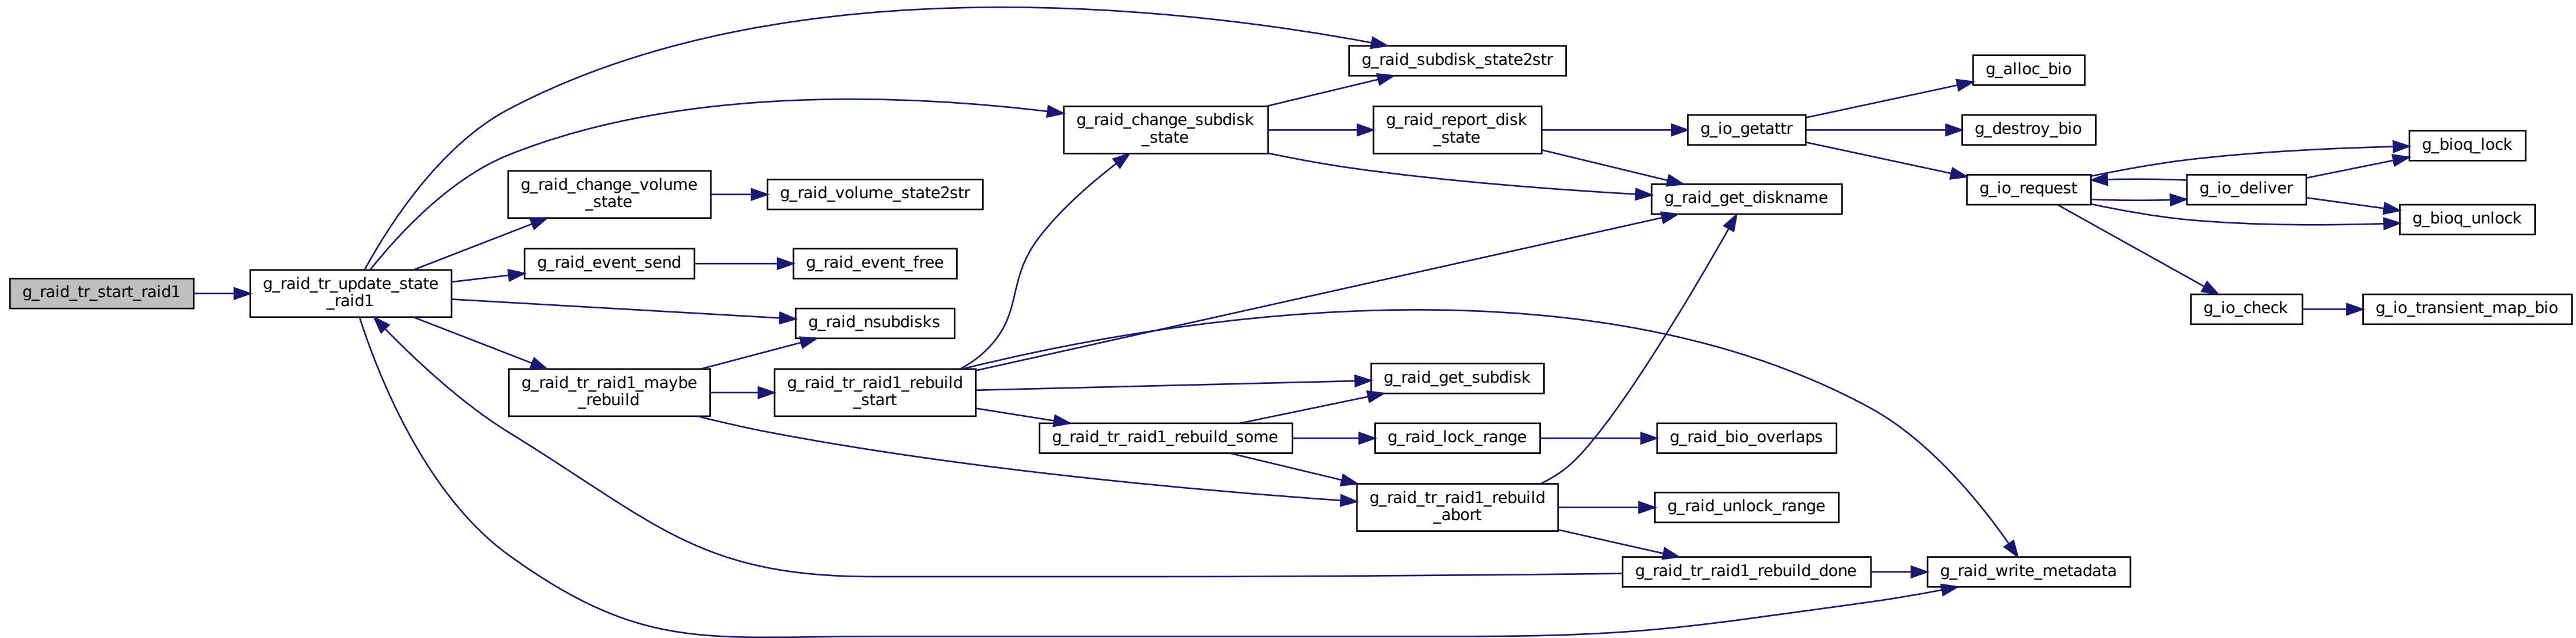 g_raid_tr_start_raid1
g_raid_tr_update_state
_raid1
g_raid_subdisk_state2str
g_raid_change_subdisk
_state
g_raid_change_volume
_state
g_raid_volume_state2str
g_raid_event_send
g_raid_event_free
g_raid_nsubdisks
g_raid_tr_raid1_maybe
_rebuild
g_raid_tr_raid1_rebuild
_start
g_raid_report_disk
_state
g_raid_get_diskname
g_io_getattr
g_alloc_bio
g_destroy_bio
g_io_request
g_bioq_lock
g_io_deliver
g_bioq_unlock
g_io_check
g_io_transient_map_bio
g_raid_get_subdisk
g_raid_tr_raid1_rebuild_some
g_raid_lock_range
g_raid_bio_overlaps
g_raid_tr_raid1_rebuild
_abort
g_raid_unlock_range
g_raid_tr_raid1_rebuild_done
g_raid_write_metadata